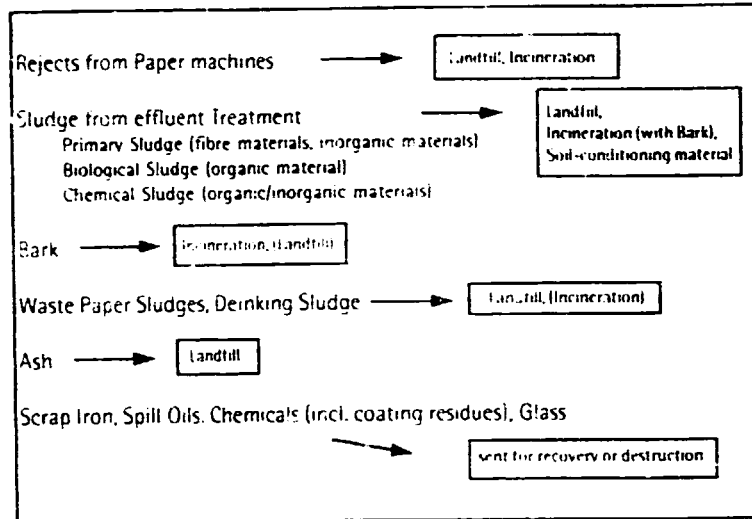 Rejects from Paper machines
Landfill, Incineration
Sludge from effluent Treatment
Primary Sludge (fibre materials, inorganic materials)
Biological Sludge (organic material)
Chemical Sludge (organic/inorganic materials)
Landful,
Incineration (with Bark),
Soil-conditioning material
Bark
Incineration, (Landfill)
Waste Paper Sludges, Deinking Sludge
Landfill, (Incineration)
Ash
Landfill
Scrap Iron, Spill Oils, Chemicals (incl. coating residues), Glass
sent for recovery or destruction